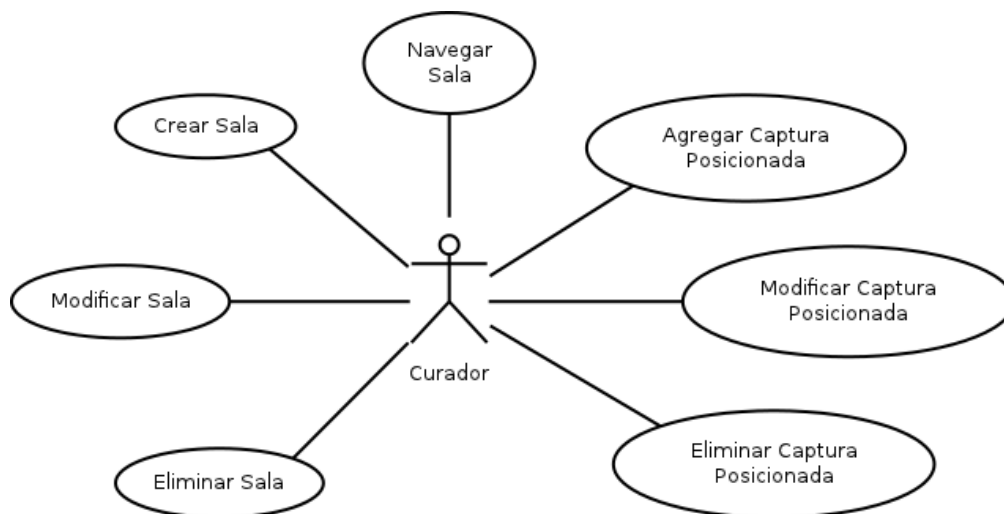 Navegar
Sala
Crear Sala
Agregar Captura
Posicionada
Modificar Sala
Modificar Captura
Posicionada
Curador
Eliminar Sala
Eliminar Captura
Posicionada